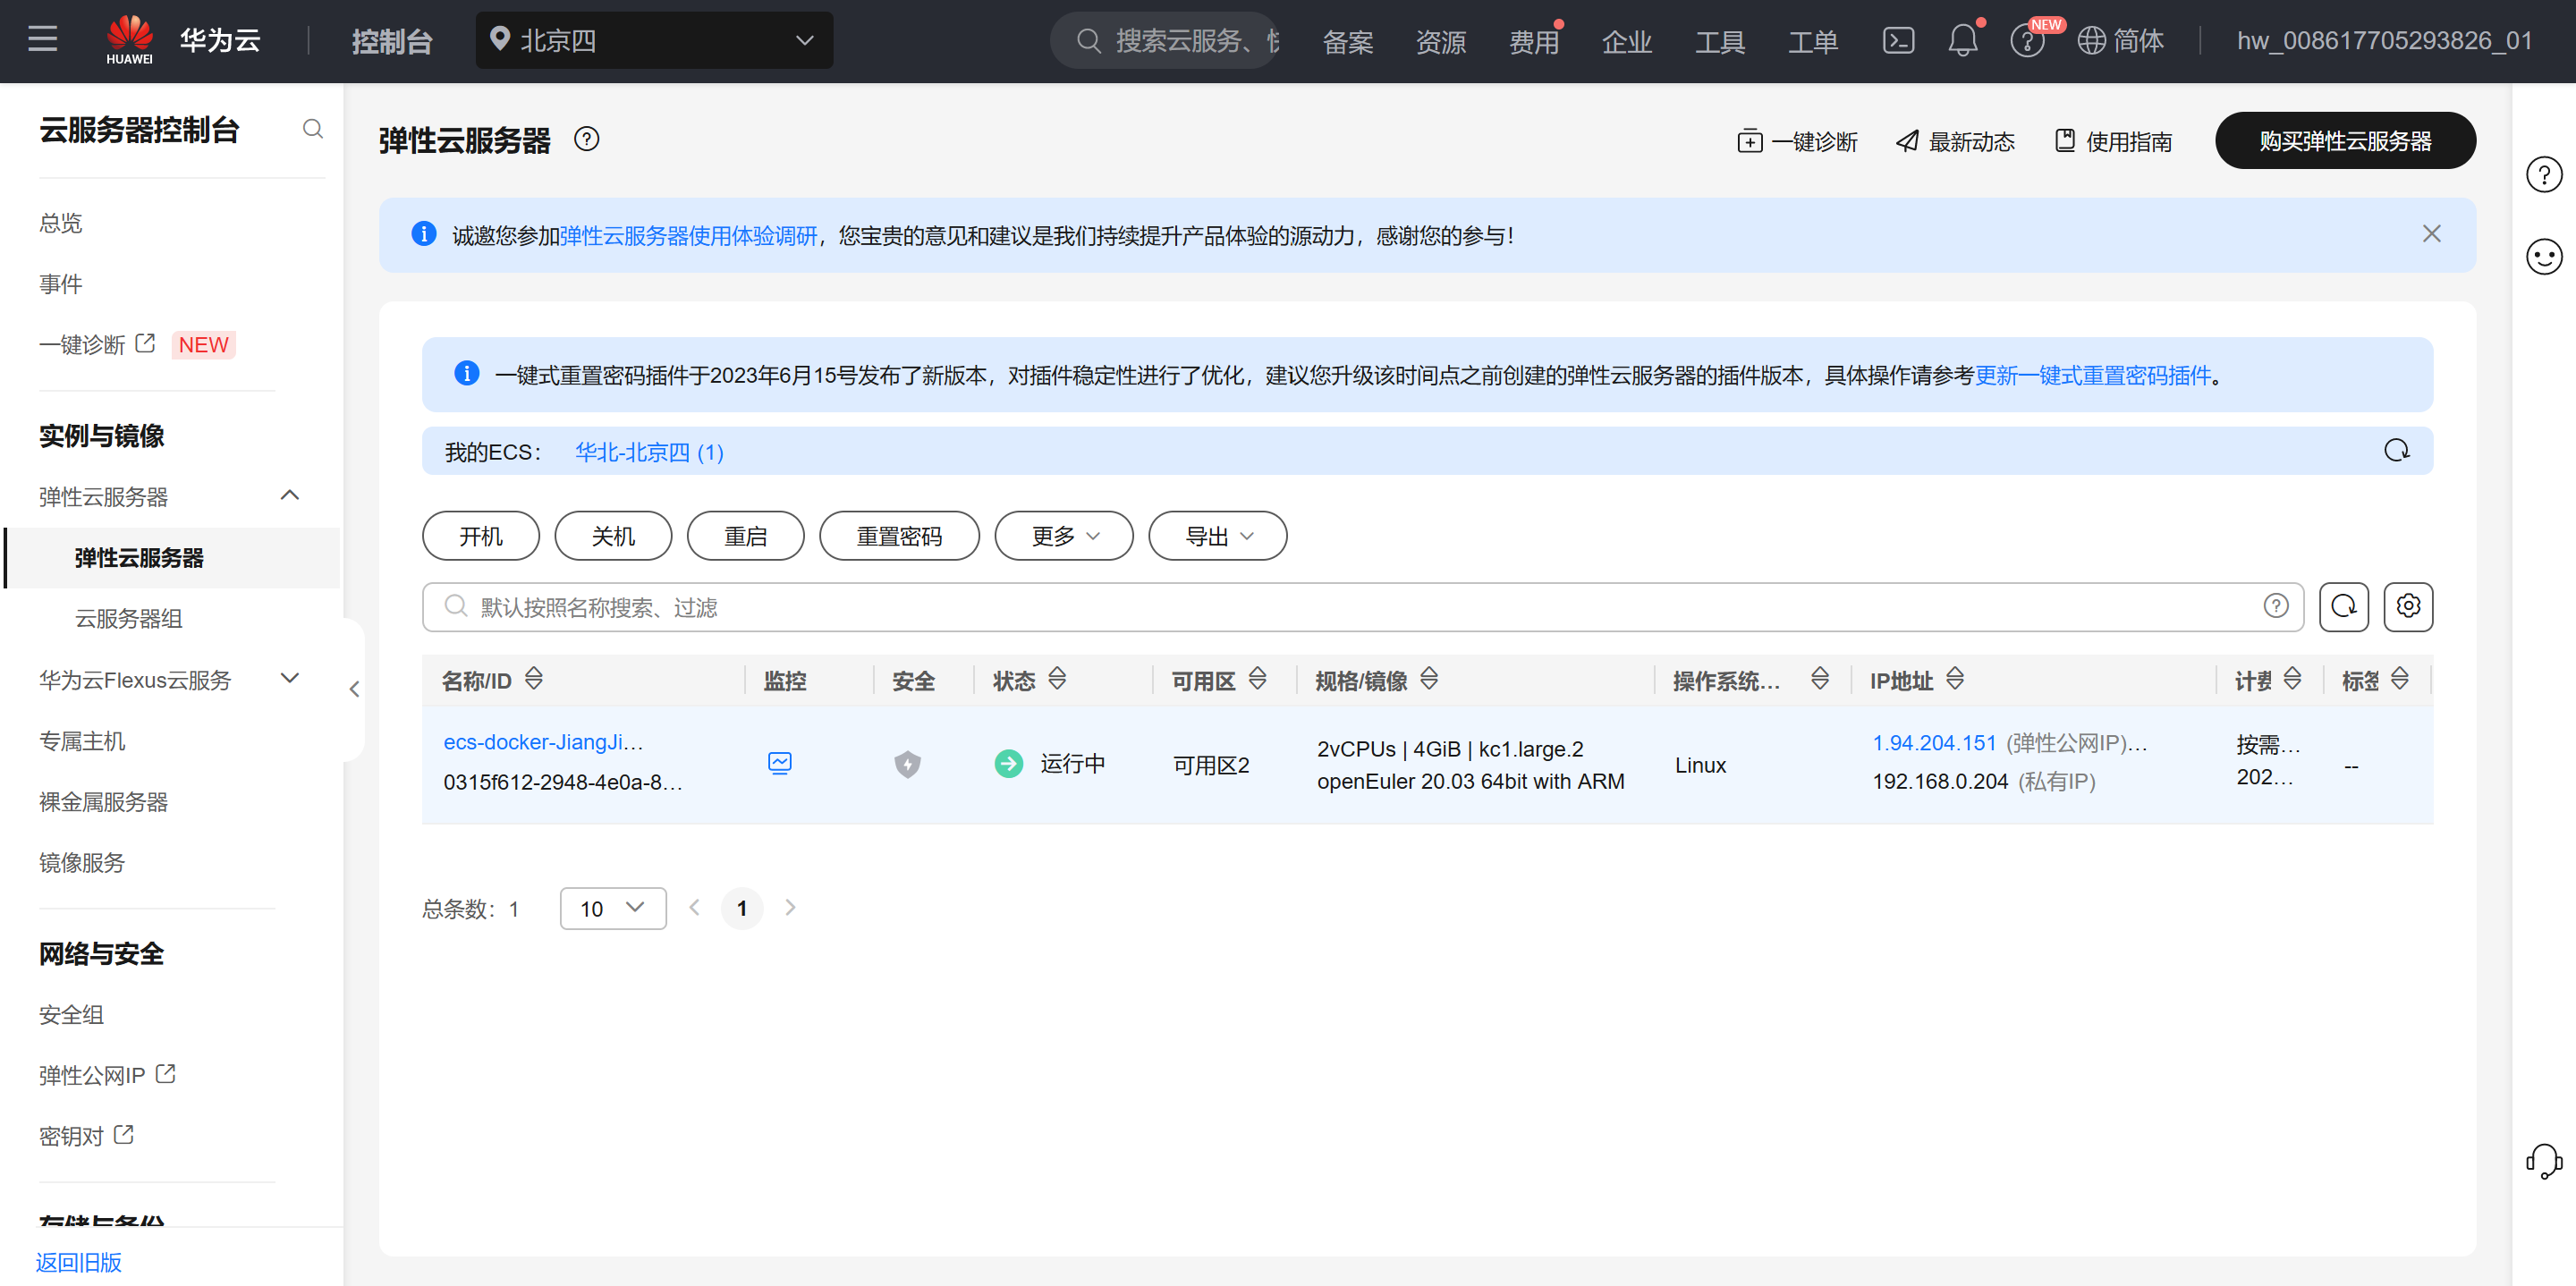 HUAWEI
华为云
控制台
北京四
搜索云服务、
备案
资源
费用
企业
工具
工单
NEW
简体
hw_008617705293826_01
云服务器控制台
总览
事件
一键诊断 NEW
实例与镜像
弹性云服务器
弹性云服务器
云服务器组
华为云Flexus云服务
专属主机
裸金属服务器
镜像服务
网络与安全
安全组
弹性公网IP
密钥对
存储与备份
返回旧版
弹性云服务器
一键诊断
最新动态
使用指南
购买弹性云服务器
诚邀您参加弹性云服务器使用体验调研，您宝贵的意见和建议是我们持续提升产品体验的源动力，感谢您的参与！
一键式重置密码插件于2023年6月15号发布了新版本，对插件稳定性进行了优化，建议您升级该时间点之前创建的弹性云服务器的插件版本，具体操作请参考更新一键式重置密码插件。
我的ECS： 华北-北京四 (1)
开机
关机
重启
重置密码
更多
导出
默认按照名称搜索、过滤
名称/ID 监控 安全 状态 可用区 规格/镜像 操作系统... IP地址 计费 标签
ecs-docker-JiangJi...
0315f612-2948-4e0a-8...
运行中
可用区2
2vCPUs | 4GiB | kc1.large.2
openEuler 20.03 64bit with ARM
Linux
1.94.204.151 (弹性公网IP)...
192.168.0.204 (私有IP)
按需...
202...
--
总条数：1
10
1